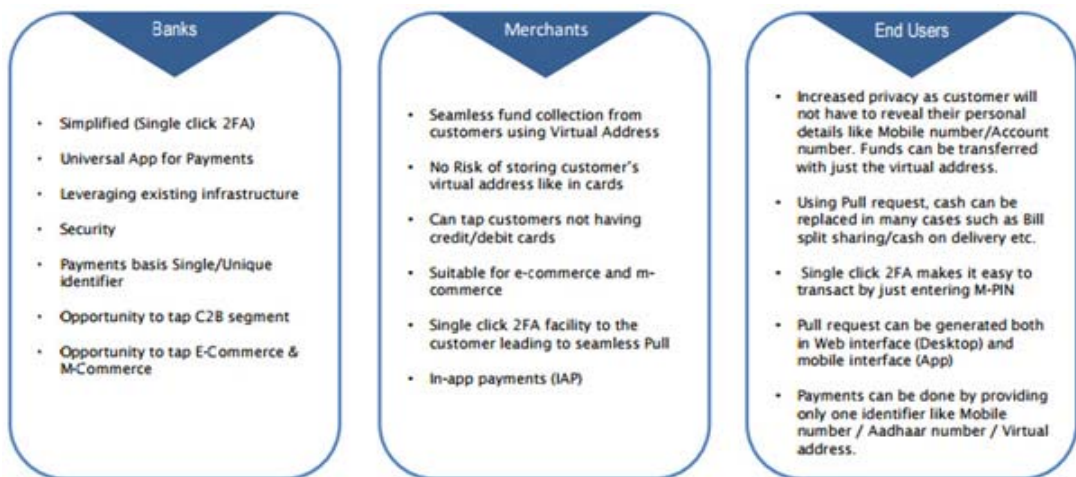 Banks
• Simplified (Single click 2FA)
• Universal App for Payments
• Leveraging existing infrastructure
• Security
• Payments basis Single/Unique
identifier
• Opportunity to tap C2B segment
• Opportunity to tap E-Commerce &
M-Commerce
Merchants
• Seamless fund collection from
customers using Virtual Address
• No Risk of storing customer's
virtual address like in cards
• Can tap customers not having
credit/debit cards
• Suitable for e-commerce and m-
commerce
• Single click 2FA facility to the
customer leading to seamless Pull
• In-app payments (IAP)
End Users
• Increased privacy as customer will
not have to reveal their personal
details like Mobile number/Account
number. Funds can be transferred
with just the virtual address.
• Using Pull request, cash can be
replaced in many cases such as Bill
split sharing/cash on delivery etc.
• Single click 2FA makes it easy to
transact by just entering M-PIN
• Pull request can be generated both
in Web interface (Desktop) and
mobile interface (App)
• Payments can be done by providing
only one identifier like Mobile
number / Aadhaar number / Virtual
address.